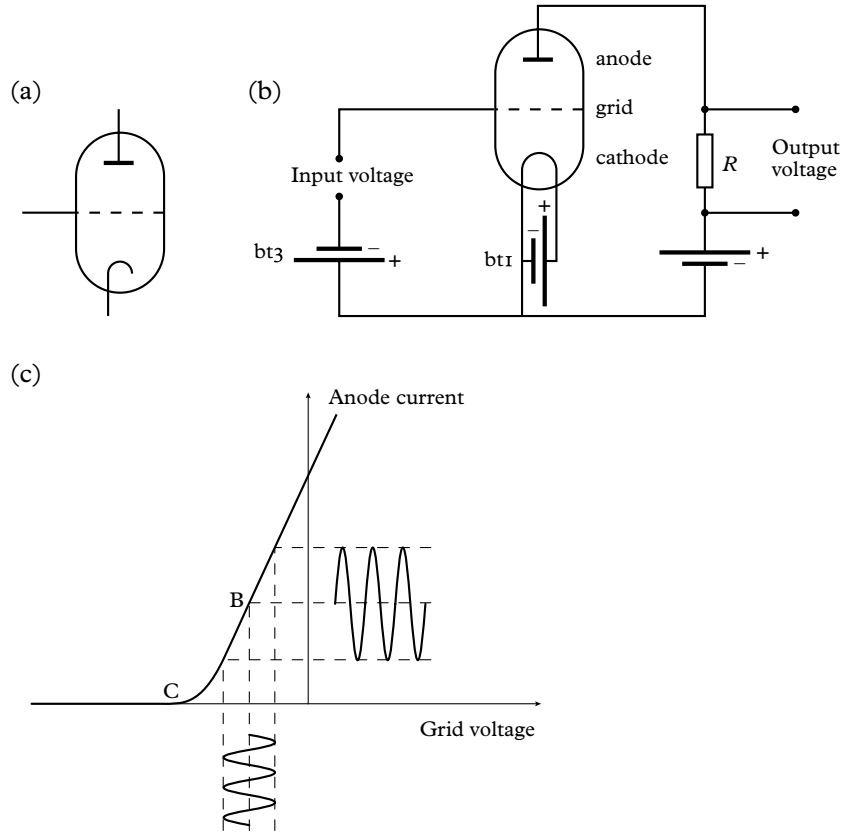 (a)
(b)
anode
grid
cathode
Input voltage
bt3
−
+
bt1
−
+
R
Output
voltage
+
−
(c)
Anode current
B
C
Grid voltage